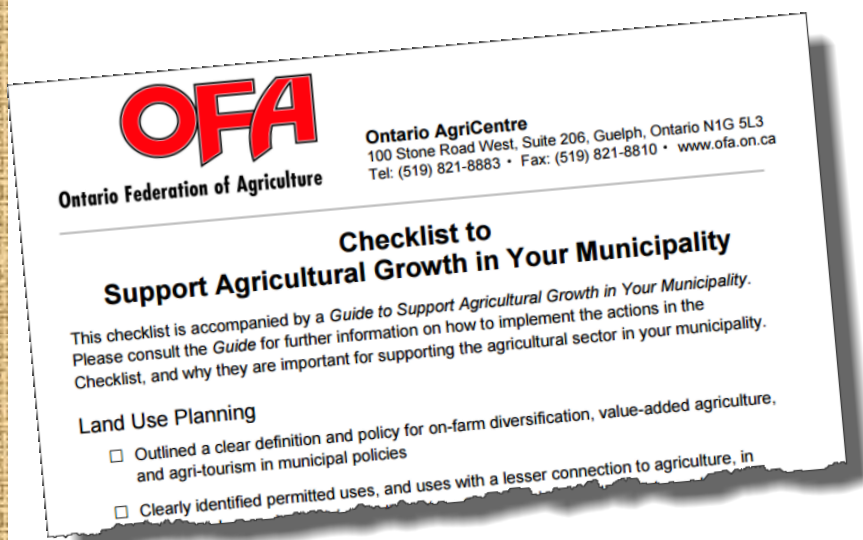 OFA
Ontario Federation of Agriculture
Ontario AgriCentre
100 Stone Road West, Suite 206, Guelph, Ontario N1G 5L3
Tel: (519) 821-8883 • Fax: (519) 821-8810 • www.ofa.on.ca
Checklist to
Support Agricultural Growth in Your Municipality
This checklist is accompanied by a Guide to Support Agricultural Growth in Your Municipality.
Please consult the Guide for further information on how to implement the actions in the
Checklist, and why they are important for supporting the agricultural sector in your municipality.
Land Use Planning
☐ Outlined a clear definition and policy for on-farm diversification, value-added agriculture,
and agri-tourism in municipal policies
☐ Clearly identified permitted uses, and uses with a lesser connection to agriculture, in